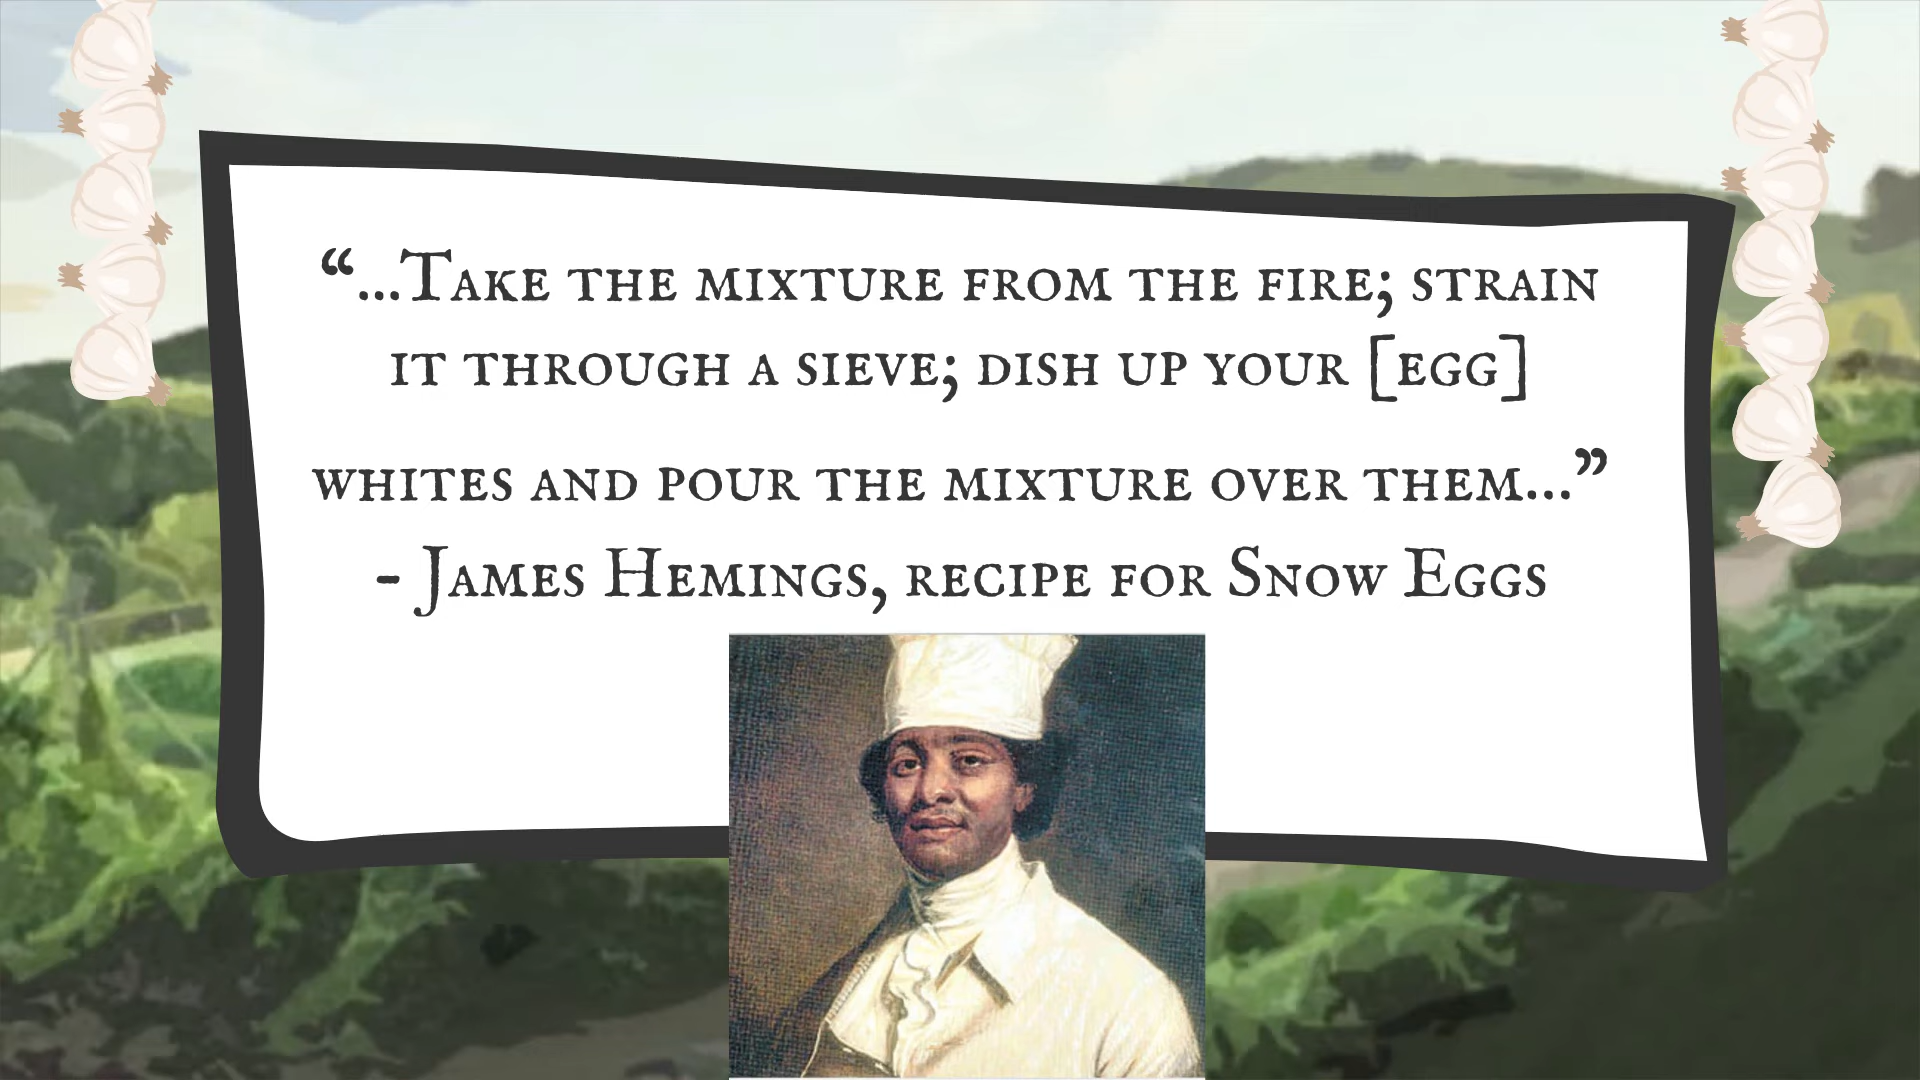 “...Take the mixture from the fire; strain
it through a sieve; dish up your [egg]
whites and pour the mixture over them...”
- James Hemings, recipe for Snow Eggs